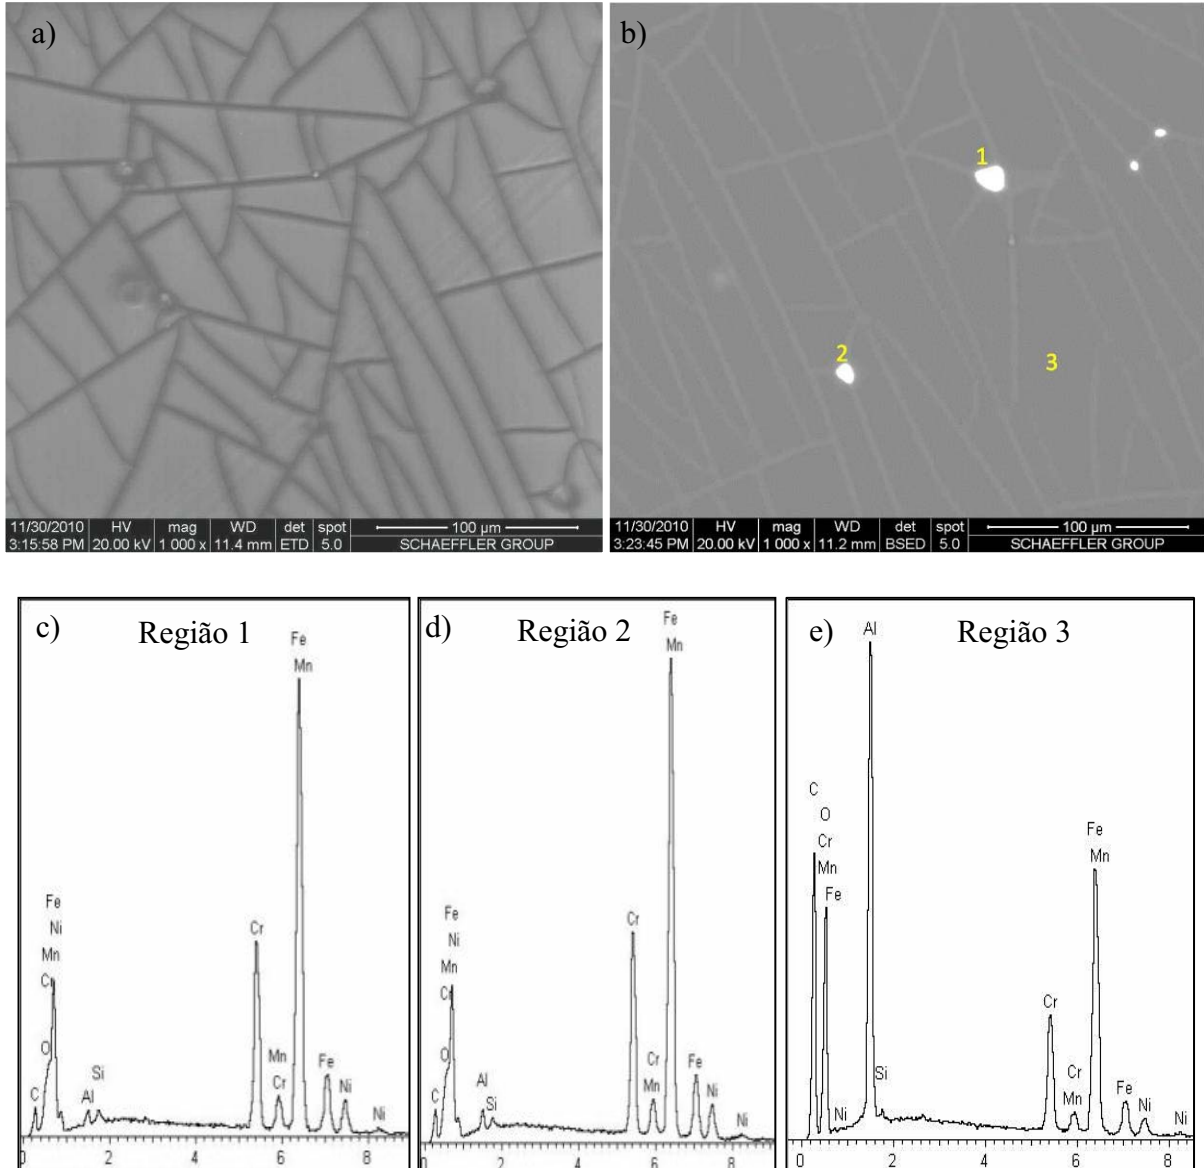 a)
11/30/2010 HV mag WD det spot 100 µm
3:15:58 PM 20.00 kV 1 000 x 11.4 mm ETD 5.0 SCHAEFFLER GROUP
b)
1
2
3
11/30/2010 HV mag WD det spot 100 µm
3:23:45 PM 20.00 kV 1 000 x 11.2 mm BSED 5.0 SCHAEFFLER GROUP
c) Região 1
Fe
Mn
Fe
Ni
Mn
Cr
O
C
Al
Si
Cr
Mn
Cr
Fe
Ni
Ni
0 2 4 6 8
d) Região 2
Fe
Mn
Fe
Ni
Mn
Cr
O
C
Al
Si
Cr
Cr
Mn
Fe
Ni
Ni
0 2 4 6 8
e) Região 3
Al
C
O
Cr
Mn
Fe
Ni
Si
Cr
Cr
Mn
Fe
Mn
Fe
Ni
Ni
0 2 4 6 8